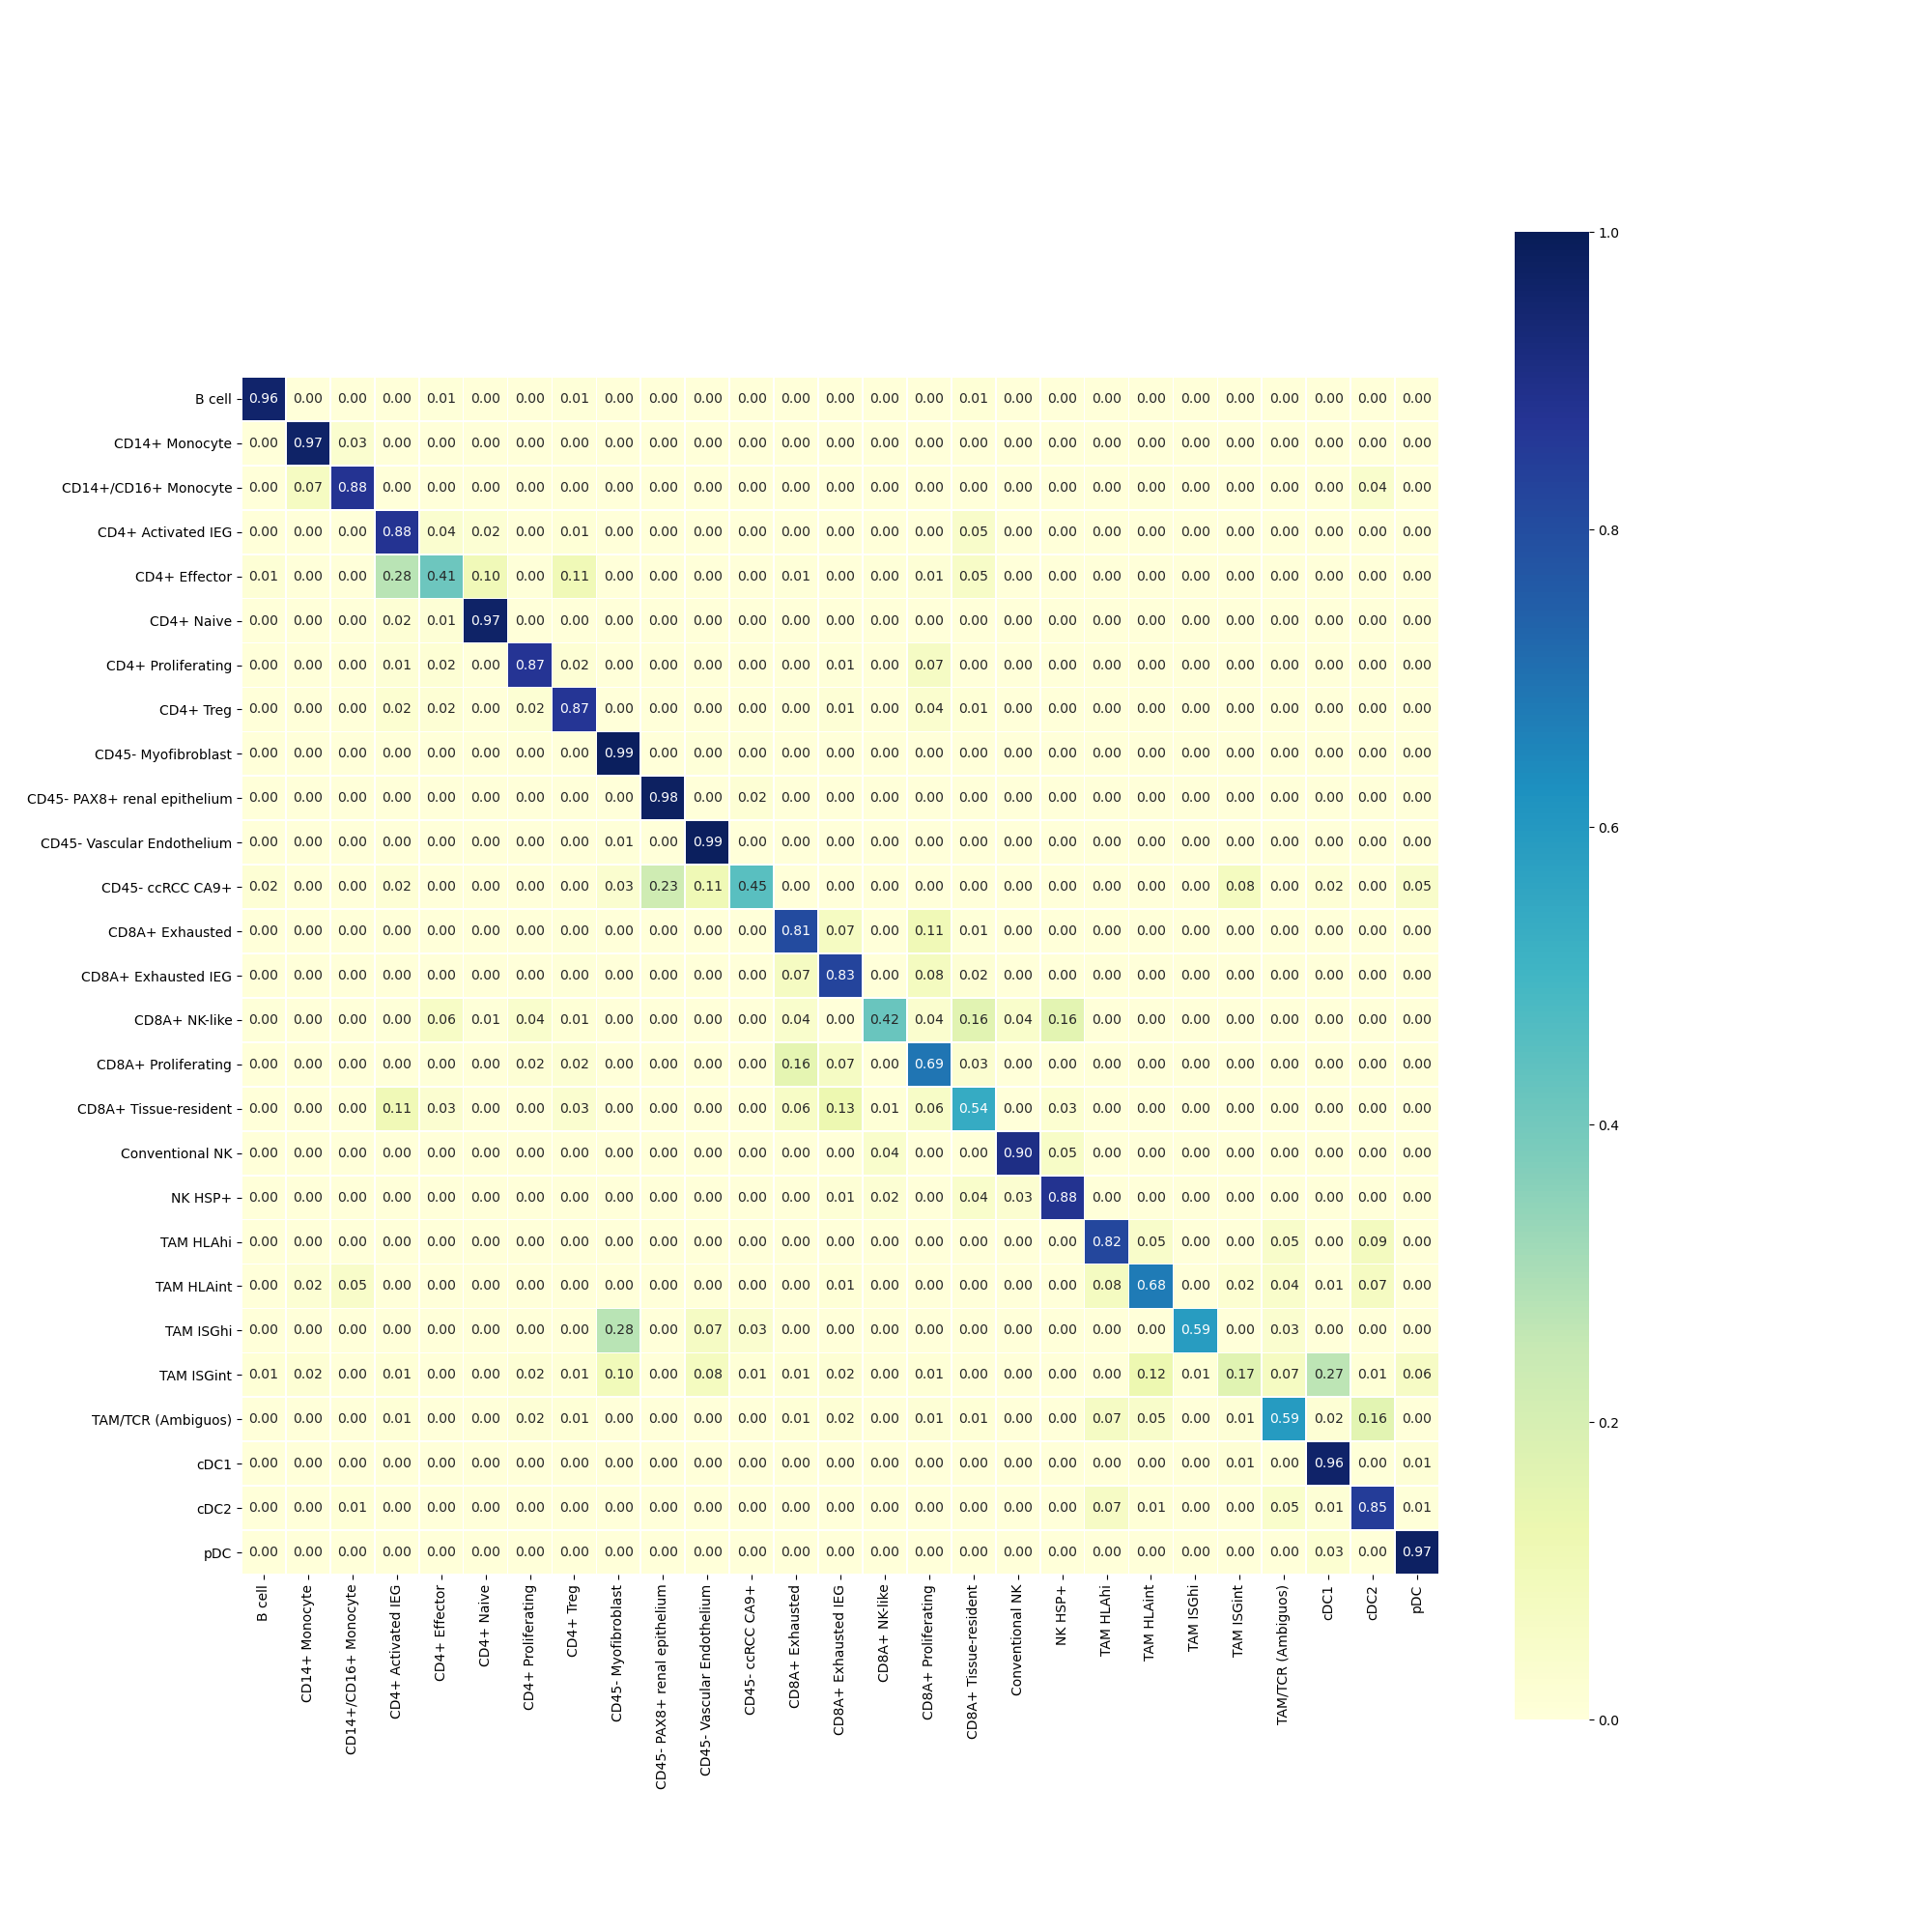 B cell 0.96 0.00 0.00 0.00 0.01 0.00 0.00 0.01 0.00 0.00 0.00 0.00 0.00 0.00 0.00 0.00 0.01 0.00 0.00 0.00 0.00 0.00 0.00 0.00 0.00 0.00 0.00
CD14+ Monocyte 0.00 0.97 0.03 0.00 0.00 0.00 0.00 0.00 0.00 0.00 0.00 0.00 0.00 0.00 0.00 0.00 0.00 0.00 0.00 0.00 0.00 0.00 0.00 0.00 0.00 0.00 0.00
CD14+/CD16+ Monocyte 0.00 0.07 0.88 0.00 0.00 0.00 0.00 0.00 0.00 0.00 0.00 0.00 0.00 0.00 0.00 0.00 0.00 0.00 0.00 0.00 0.00 0.00 0.00 0.00 0.00 0.04 0.00
CD4+ Activated IEG 0.00 0.00 0.00 0.88 0.04 0.02 0.00 0.01 0.00 0.00 0.00 0.00 0.00 0.00 0.00 0.00 0.05 0.00 0.00 0.00 0.00 0.00 0.00 0.00 0.00 0.00 0.00
CD4+ Effector 0.01 0.00 0.00 0.28 0.41 0.10 0.00 0.11 0.00 0.00 0.00 0.00 0.01 0.00 0.00 0.01 0.05 0.00 0.00 0.00 0.00 0.00 0.00 0.00 0.00 0.00 0.00
CD4+ Naive 0.00 0.00 0.00 0.02 0.01 0.97 0.00 0.00 0.00 0.00 0.00 0.00 0.00 0.00 0.00 0.00 0.00 0.00 0.00 0.00 0.00 0.00 0.00 0.00 0.00 0.00 0.00
CD4+ Proliferating 0.00 0.00 0.00 0.01 0.02 0.00 0.87 0.02 0.00 0.00 0.00 0.00 0.00 0.01 0.00 0.07 0.00 0.00 0.00 0.00 0.00 0.00 0.00 0.00 0.00 0.00 0.00
CD4+ Treg 0.00 0.00 0.00 0.02 0.02 0.00 0.02 0.87 0.00 0.00 0.00 0.00 0.00 0.01 0.00 0.04 0.01 0.00 0.00 0.00 0.00 0.00 0.00 0.00 0.00 0.00 0.00
CD45- Myofibroblast 0.00 0.00 0.00 0.00 0.00 0.00 0.00 0.00 0.99 0.00 0.00 0.00 0.00 0.00 0.00 0.00 0.00 0.00 0.00 0.00 0.00 0.00 0.00 0.00 0.00 0.00 0.00
CD45- PAX8+ renal epithelium 0.00 0.00 0.00 0.00 0.00 0.00 0.00 0.00 0.00 0.98 0.00 0.02 0.00 0.00 0.00 0.00 0.00 0.00 0.00 0.00 0.00 0.00 0.00 0.00 0.00 0.00 0.00
CD45- Vascular Endothelium 0.00 0.00 0.00 0.00 0.00 0.00 0.00 0.00 0.01 0.00 0.99 0.00 0.00 0.00 0.00 0.00 0.00 0.00 0.00 0.00 0.00 0.00 0.00 0.00 0.00 0.00 0.00
CD45- ccRCC CA9+ 0.02 0.00 0.00 0.02 0.00 0.00 0.00 0.00 0.03 0.23 0.11 0.45 0.00 0.00 0.00 0.00 0.00 0.00 0.00 0.00 0.00 0.00 0.08 0.00 0.02 0.00 0.05
CD8A+ Exhausted 0.00 0.00 0.00 0.00 0.00 0.00 0.00 0.00 0.00 0.00 0.00 0.00 0.81 0.07 0.00 0.11 0.01 0.00 0.00 0.00 0.00 0.00 0.00 0.00 0.00 0.00 0.00
CD8A+ Exhausted IEG 0.00 0.00 0.00 0.00 0.00 0.00 0.00 0.00 0.00 0.00 0.00 0.00 0.07 0.83 0.00 0.08 0.02 0.00 0.00 0.00 0.00 0.00 0.00 0.00 0.00 0.00 0.00
CD8A+ NK-like 0.00 0.00 0.00 0.00 0.06 0.01 0.04 0.01 0.00 0.00 0.00 0.00 0.04 0.00 0.42 0.04 0.16 0.04 0.16 0.00 0.00 0.00 0.00 0.00 0.00 0.00 0.00
CD8A+ Proliferating 0.00 0.00 0.00 0.00 0.00 0.00 0.02 0.02 0.00 0.00 0.00 0.00 0.16 0.07 0.00 0.69 0.03 0.00 0.00 0.00 0.00 0.00 0.00 0.00 0.00 0.00 0.00
CD8A+ Tissue-resident 0.00 0.00 0.00 0.11 0.03 0.00 0.00 0.03 0.00 0.00 0.00 0.00 0.06 0.13 0.01 0.06 0.54 0.00 0.03 0.00 0.00 0.00 0.00 0.00 0.00 0.00 0.00
Conventional NK 0.00 0.00 0.00 0.00 0.00 0.00 0.00 0.00 0.00 0.00 0.00 0.00 0.00 0.00 0.04 0.00 0.00 0.90 0.05 0.00 0.00 0.00 0.00 0.00 0.00 0.00 0.00
NK HSP+ 0.00 0.00 0.00 0.00 0.00 0.00 0.00 0.00 0.00 0.00 0.00 0.00 0.00 0.01 0.02 0.00 0.04 0.03 0.88 0.00 0.00 0.00 0.00 0.00 0.00 0.00 0.00
TAM HLAhi 0.00 0.00 0.00 0.00 0.00 0.00 0.00 0.00 0.00 0.00 0.00 0.00 0.00 0.00 0.00 0.00 0.00 0.00 0.00 0.82 0.05 0.00 0.00 0.05 0.00 0.09 0.00
TAM HLAint 0.00 0.02 0.05 0.00 0.00 0.00 0.00 0.00 0.00 0.00 0.00 0.00 0.00 0.01 0.00 0.00 0.00 0.00 0.00 0.08 0.68 0.00 0.02 0.04 0.01 0.07 0.00
TAM ISGhi 0.00 0.00 0.00 0.00 0.00 0.00 0.00 0.00 0.28 0.00 0.07 0.03 0.00 0.00 0.00 0.00 0.00 0.00 0.00 0.00 0.00 0.59 0.00 0.03 0.00 0.00 0.00
TAM ISGint 0.01 0.02 0.00 0.01 0.00 0.00 0.02 0.01 0.10 0.00 0.08 0.01 0.01 0.02 0.00 0.01 0.00 0.00 0.00 0.00 0.12 0.01 0.17 0.07 0.27 0.01 0.06
TAM/TCR (Ambiguos) 0.00 0.00 0.00 0.01 0.00 0.00 0.02 0.01 0.00 0.00 0.00 0.00 0.01 0.02 0.00 0.01 0.01 0.00 0.00 0.07 0.05 0.00 0.01 0.59 0.02 0.16 0.00
cDC1 0.00 0.00 0.00 0.00 0.00 0.00 0.00 0.00 0.00 0.00 0.00 0.00 0.00 0.00 0.00 0.00 0.00 0.00 0.00 0.00 0.00 0.00 0.01 0.00 0.96 0.00 0.01
cDC2 0.00 0.00 0.01 0.00 0.00 0.00 0.00 0.00 0.00 0.00 0.00 0.00 0.00 0.00 0.00 0.00 0.00 0.00 0.00 0.07 0.01 0.00 0.00 0.05 0.01 0.85 0.01
pDC 0.00 0.00 0.00 0.00 0.00 0.00 0.00 0.00 0.00 0.00 0.00 0.00 0.00 0.00 0.00 0.00 0.00 0.00 0.00 0.00 0.00 0.00 0.00 0.00 0.03 0.00 0.97
B cell
CD14+ Monocyte
CD14+/CD16+ Monocyte
CD4+ Activated IEG
CD4+ Effector
CD4+ Naive
CD4+ Proliferating
CD4+ Treg
CD45- Myofibroblast
CD45- PAX8+ renal epithelium
CD45- Vascular Endothelium
CD45- ccRCC CA9+
CD8A+ Exhausted
CD8A+ Exhausted IEG
CD8A+ NK-like
CD8A+ Proliferating
CD8A+ Tissue-resident
Conventional NK
NK HSP+
TAM HLAhi
TAM HLAint
TAM ISGhi
TAM ISGint
TAM/TCR (Ambiguos)
cDC1
cDC2
pDC
1.0
0.8
0.6
0.4
0.2
0.0